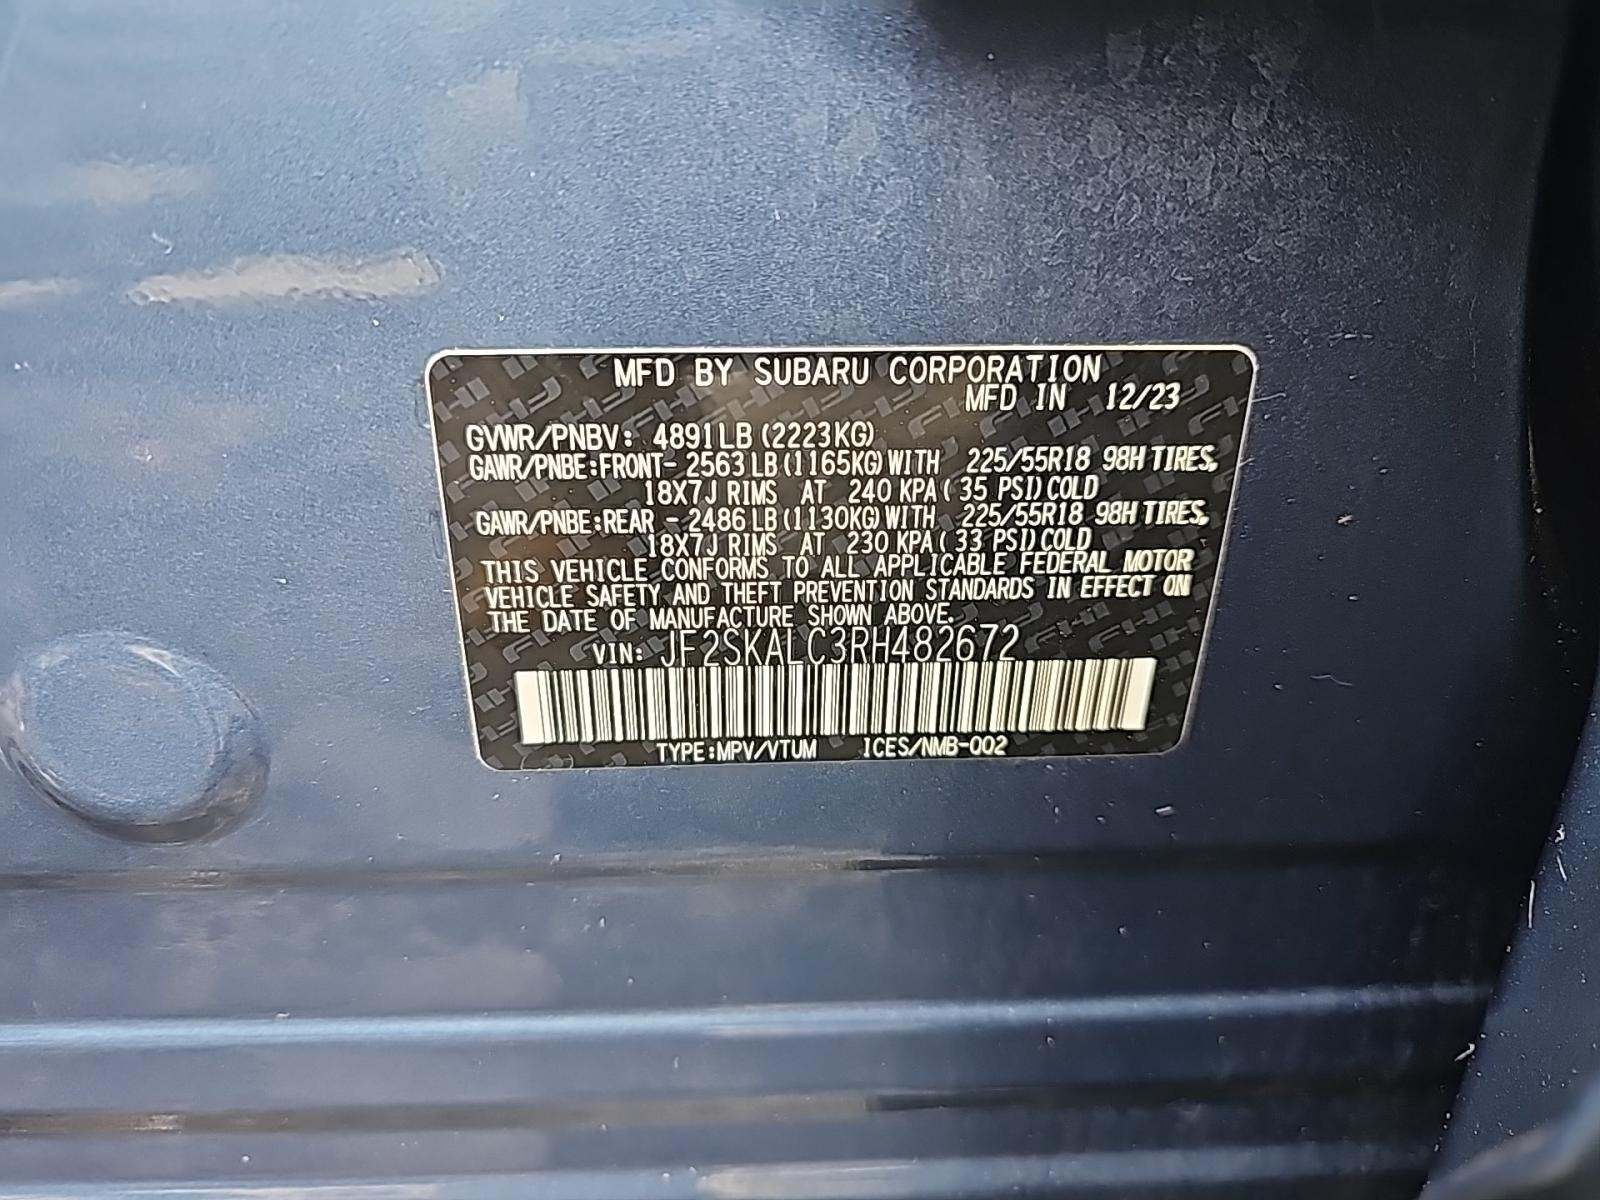 MFD BY SUBARU CORPORATION
MFD IN 12/23
GVWR/PNBV: 4891LB(2223KG)
GAWR/PNBE:FRONT- 2563LB(1165KG)WITH 225/55R18 98H TIRES,
18X7J RIMS AT 240 KPA( 35 PSI)COLD
GAWR/PNBE:REAR - 2486LB(1130KG)WITH 225/55R18 98H TIRES,
18X7J RIMS AT 230 KPA( 33 PSI)COLD
THIS VEHICLE CONFORMS TO ALL APPLICABLE FEDERAL MOTOR
VEHICLE SAFETY AND THEFT PREVENTION STANDARDS IN EFFECT ON
THE DATE OF MANUFACTURE SHOWN ABOVE.
VIN: JF2SKALC3RH482672
TYPE:MPV/VTUM ICES/NMB-002